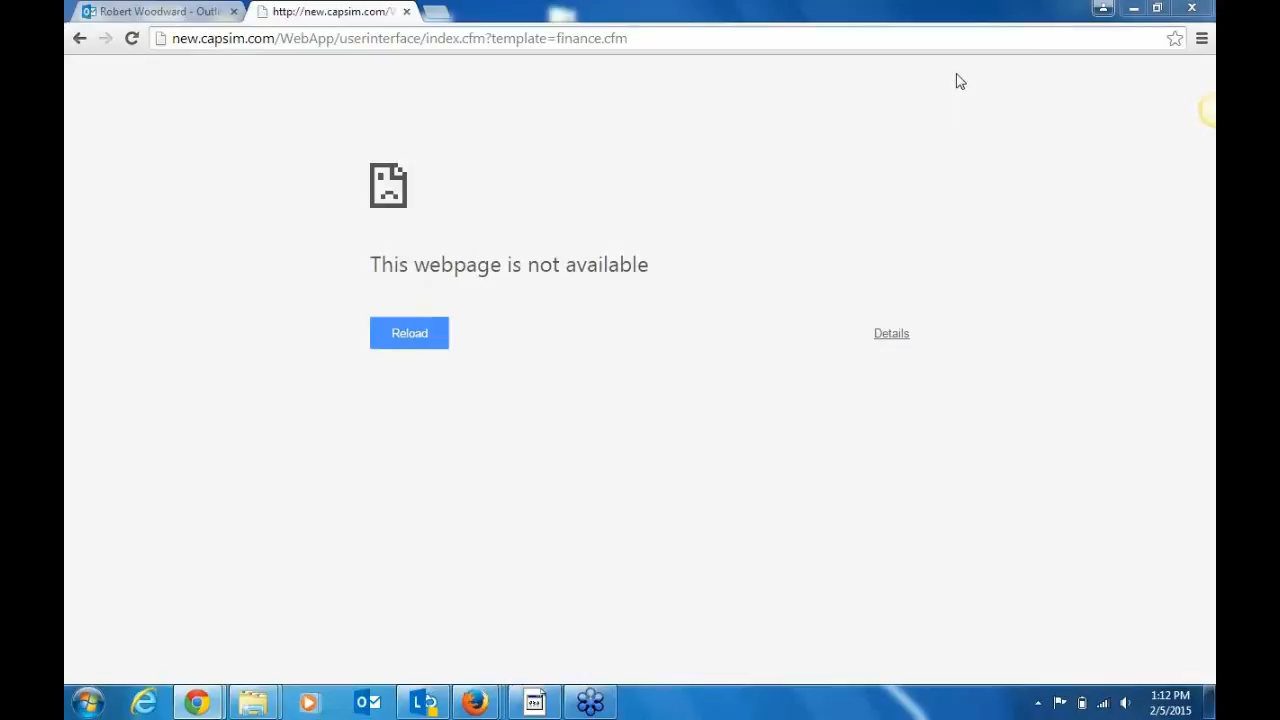 Robert Woodward - Outl
http://new.capsim.com/
new.capsim.com/WebApp/userinterface/index.cfm?template=finance.cfm
This webpage is not available
Reload
Details
1:12 PM
2/5/2015